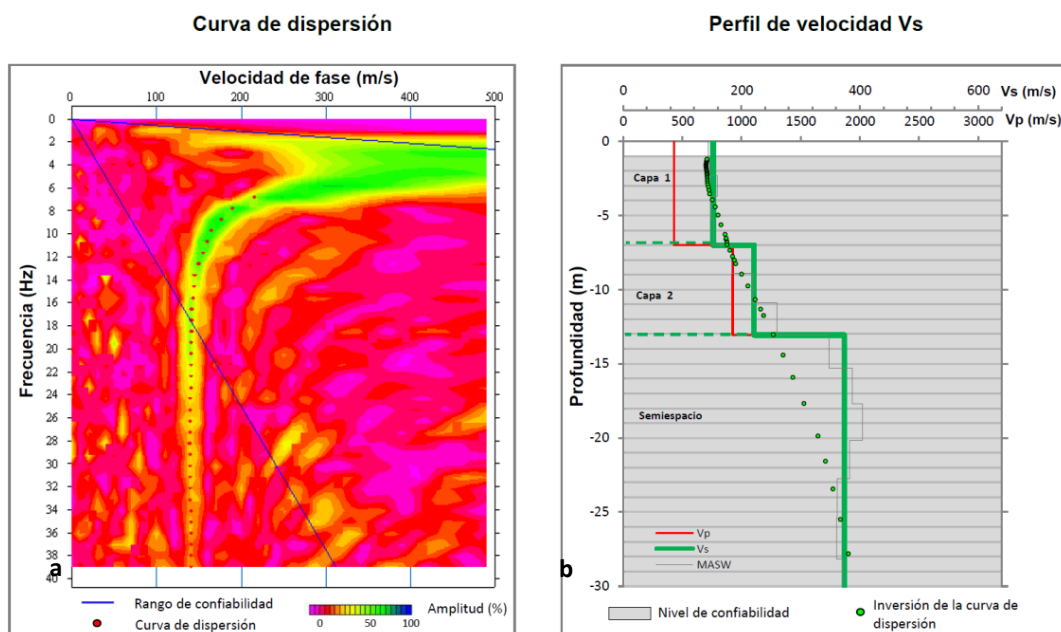 Curva de dispersión
Velocidad de fase (m/s)
0 100 200 300 400 500
Frecuencia (Hz)
0
2
4
6
8
10
12
14
16
18
20
22
24
26
28
30
32
34
36
38
40
a
Rango de confiabilidad
Curva de dispersión
Amplitud (%)
0 50 100
Perfil de velocidad Vs
0 200 400 600 Vs (m/s)
0 500 1000 1500 2000 2500 3000 Vp (m/s)
Profundidad (m)
0
-5
-10
-15
-20
-25
-30
Capa 1
Capa 2
Semiespacio
Vp
Vs
MASW
b
Nivel de confiabilidad
Inversión de la curva de
dispersión